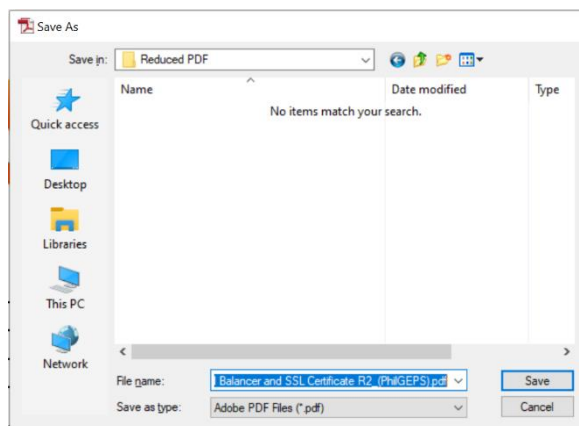 Save As
Save in: Reduced PDF
Name Date modified Type
No items match your search.
Quick access
Desktop
Libraries
This PC
Network
File name: Balancer and SSL Certificate R2_(PhilGEPS).pdf Save
Save as type: Adobe PDF Files (*.pdf) Cancel